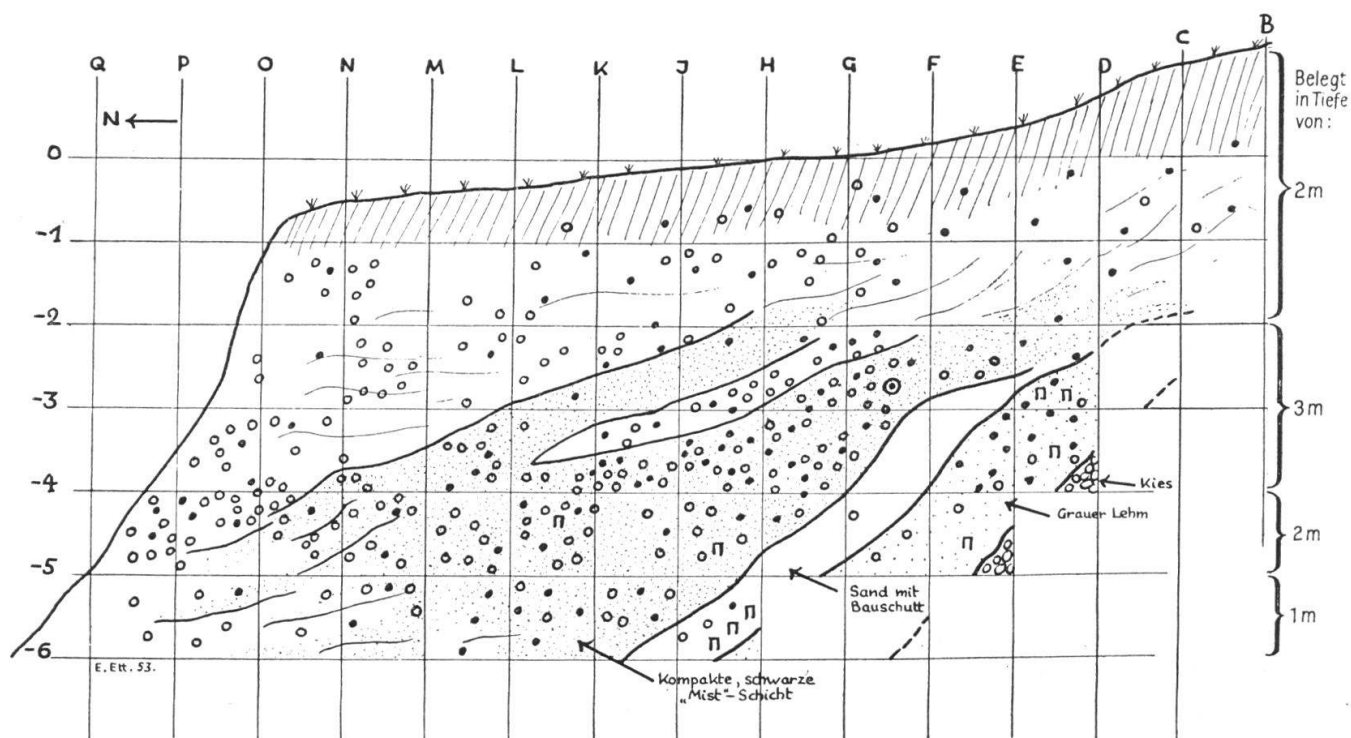 Q P O N M L K J H G F E D C B
Belegt
in Tiefe
von:
N
0
-1
-2
-3
-4
-5
-6
2m
3m
2m
1m
Kies
Grauer Lehm
Sand mit
Bauschutt
Kompakte, schwarze
„Mist"-Schicht
E. Ett. 53.